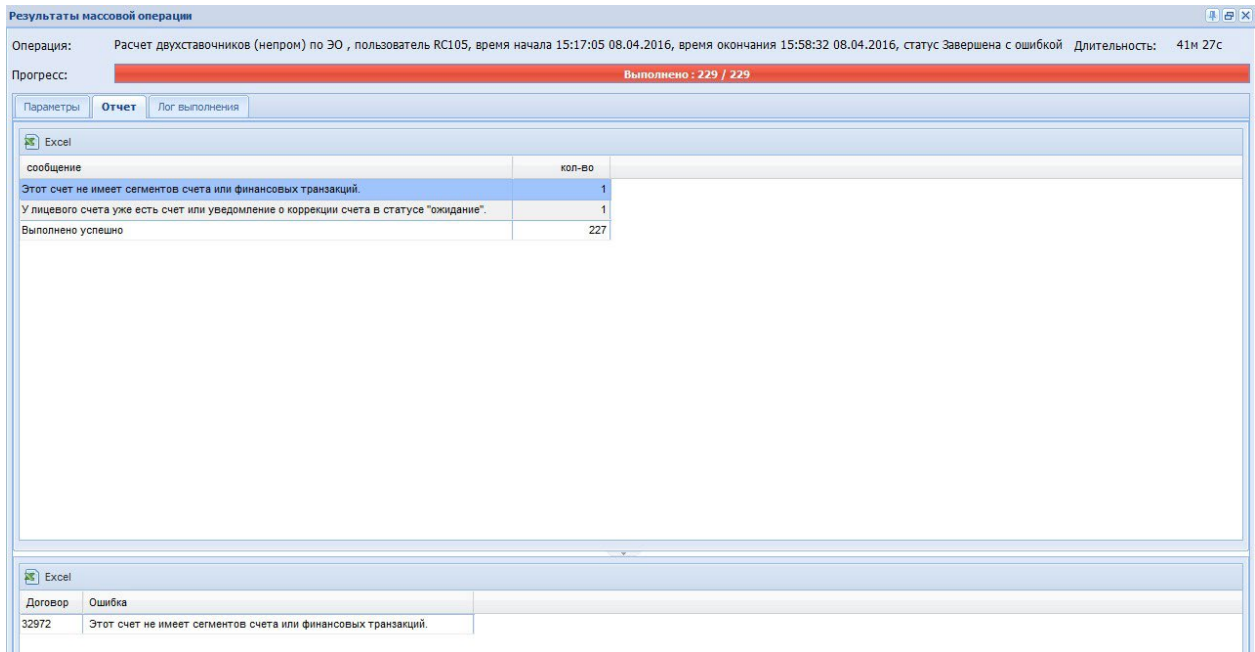 Результаты массовой операции
Операция: Расчет двухставочников (непром) по ЭО , пользователь RC105, время начала 15:17:05 08.04.2016, время окончания 15:58:32 08.04.2016, статус Завершена с ошибкой Длительность: 41м 27с
Прогресс: Выполнено : 229 / 229
Параметры Отчет Лог выполнения
Excel
сообщение кол-во
Этот счет не имеет сегментов счета или финансовых транзакций. 1
У лицевого счета уже есть счет или уведомление о коррекции счета в статусе "ожидание". 1
Выполнено успешно 227
Excel
Договор Ошибка
32972 Этот счет не имеет сегментов счета или финансовых транзакций.